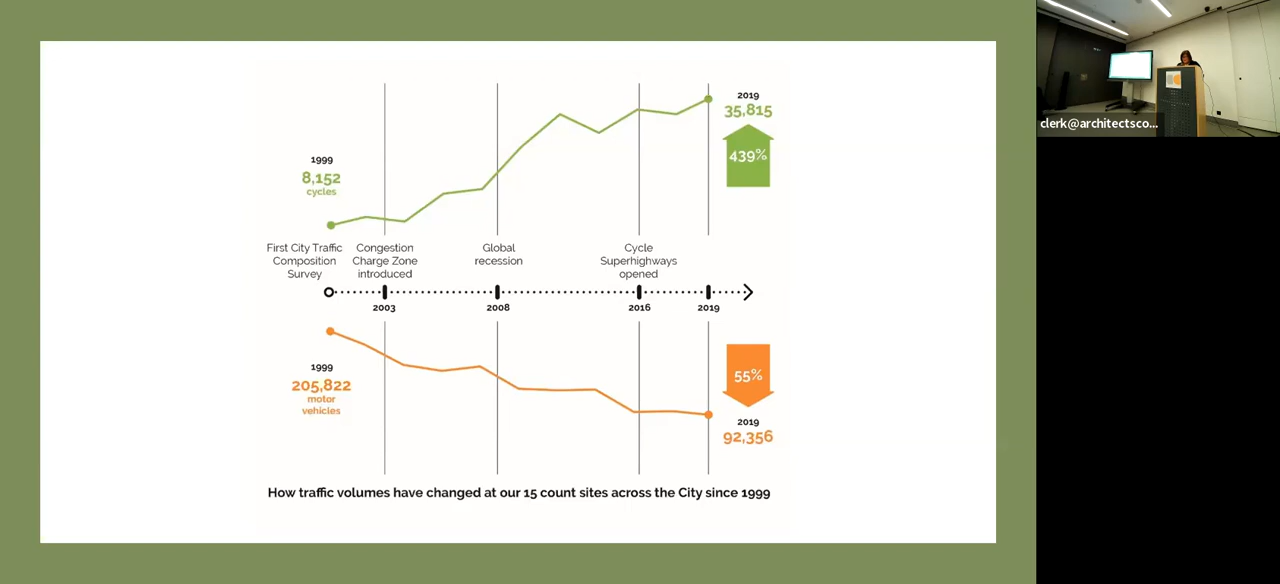 clerk@architectsco...
2019
35,815
439%
1999
8,152
cycles
First City Traffic
Composition
Survey
Congestion
Charge Zone
introduced
Global
recession
Cycle
Superhighways
opened
2003
2008
2016
2019
1999
205,822
motor
vehicles
55%
2019
92,356
How traffic volumes have changed at our 15 count sites across the City since 1999